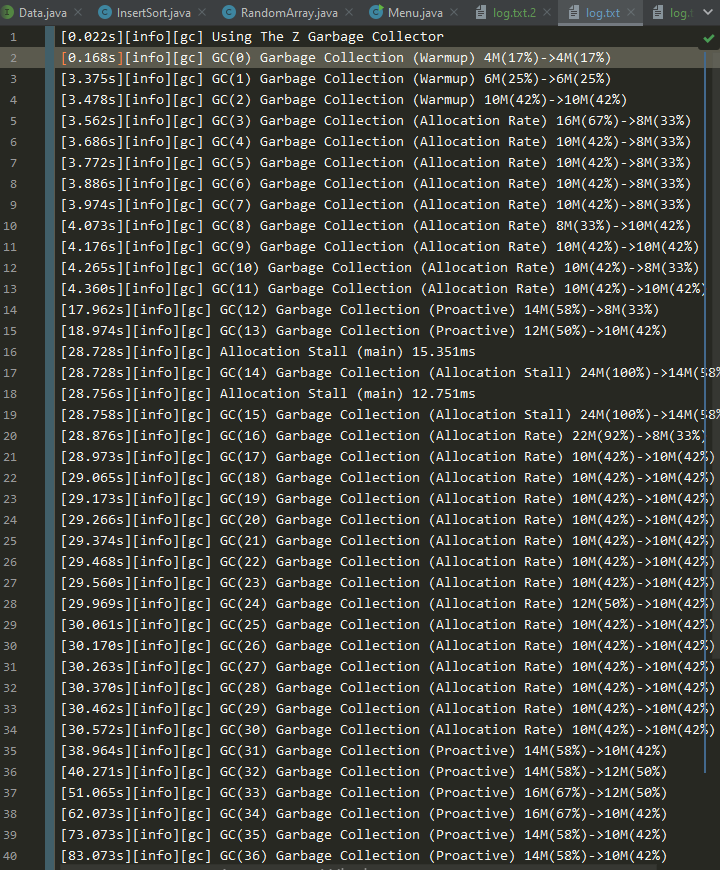 Data.java × InsertSort.java × RandomArray.java × Menu.java × log.txt.2 × log.txt × log.
1 [0.022s][info][gc] Using The Z Garbage Collector
2 [0.168s][info][gc] GC(0) Garbage Collection (Warmup) 4M(17%)->4M(17%)
3 [3.375s][info][gc] GC(1) Garbage Collection (Warmup) 6M(25%)->6M(25%)
4 [3.478s][info][gc] GC(2) Garbage Collection (Warmup) 10M(42%)->10M(42%)
5 [3.562s][info][gc] GC(3) Garbage Collection (Allocation Rate) 16M(67%)->8M(33%)
6 [3.686s][info][gc] GC(4) Garbage Collection (Allocation Rate) 10M(42%)->8M(33%)
7 [3.772s][info][gc] GC(5) Garbage Collection (Allocation Rate) 10M(42%)->8M(33%)
8 [3.886s][info][gc] GC(6) Garbage Collection (Allocation Rate) 10M(42%)->8M(33%)
9 [3.974s][info][gc] GC(7) Garbage Collection (Allocation Rate) 10M(42%)->8M(33%)
10 [4.073s][info][gc] GC(8) Garbage Collection (Allocation Rate) 8M(33%)->10M(42%)
11 [4.176s][info][gc] GC(9) Garbage Collection (Allocation Rate) 10M(42%)->10M(42%)
12 [4.265s][info][gc] GC(10) Garbage Collection (Allocation Rate) 10M(42%)->8M(33%)
13 [4.360s][info][gc] GC(11) Garbage Collection (Allocation Rate) 10M(42%)->10M(42%)
14 [17.962s][info][gc] GC(12) Garbage Collection (Proactive) 14M(58%)->8M(33%)
15 [18.974s][info][gc] GC(13) Garbage Collection (Proactive) 12M(50%)->10M(42%)
16 [28.728s][info][gc] Allocation Stall (main) 15.351ms
17 [28.728s][info][gc] GC(14) Garbage Collection (Allocation Stall) 24M(100%)->14M(58%
18 [28.756s][info][gc] Allocation Stall (main) 12.751ms
19 [28.758s][info][gc] GC(15) Garbage Collection (Allocation Stall) 24M(100%)->14M(58%
20 [28.876s][info][gc] GC(16) Garbage Collection (Allocation Rate) 22M(92%)->8M(33%)
21 [28.973s][info][gc] GC(17) Garbage Collection (Allocation Rate) 10M(42%)->10M(42%)
22 [29.065s][info][gc] GC(18) Garbage Collection (Allocation Rate) 10M(42%)->10M(42%)
23 [29.173s][info][gc] GC(19) Garbage Collection (Allocation Rate) 10M(42%)->10M(42%)
24 [29.266s][info][gc] GC(20) Garbage Collection (Allocation Rate) 10M(42%)->10M(42%)
25 [29.374s][info][gc] GC(21) Garbage Collection (Allocation Rate) 10M(42%)->10M(42%)
26 [29.468s][info][gc] GC(22) Garbage Collection (Allocation Rate) 10M(42%)->10M(42%)
27 [29.560s][info][gc] GC(23) Garbage Collection (Allocation Rate) 10M(42%)->10M(42%)
28 [29.969s][info][gc] GC(24) Garbage Collection (Allocation Rate) 12M(50%)->10M(42%)
29 [30.061s][info][gc] GC(25) Garbage Collection (Allocation Rate) 10M(42%)->10M(42%)
30 [30.170s][info][gc] GC(26) Garbage Collection (Allocation Rate) 10M(42%)->10M(42%)
31 [30.263s][info][gc] GC(27) Garbage Collection (Allocation Rate) 10M(42%)->10M(42%)
32 [30.370s][info][gc] GC(28) Garbage Collection (Allocation Rate) 10M(42%)->10M(42%)
33 [30.462s][info][gc] GC(29) Garbage Collection (Allocation Rate) 10M(42%)->10M(42%)
34 [30.572s][info][gc] GC(30) Garbage Collection (Allocation Rate) 10M(42%)->10M(42%)
35 [38.964s][info][gc] GC(31) Garbage Collection (Proactive) 14M(58%)->10M(42%)
36 [40.271s][info][gc] GC(32) Garbage Collection (Proactive) 14M(58%)->12M(50%)
37 [51.065s][info][gc] GC(33) Garbage Collection (Proactive) 16M(67%)->12M(50%)
38 [62.073s][info][gc] GC(34) Garbage Collection (Proactive) 16M(67%)->10M(42%)
39 [73.073s][info][gc] GC(35) Garbage Collection (Proactive) 14M(58%)->10M(42%)
40 [83.073s][info][gc] GC(36) Garbage Collection (Proactive) 14M(58%)->10M(42%)